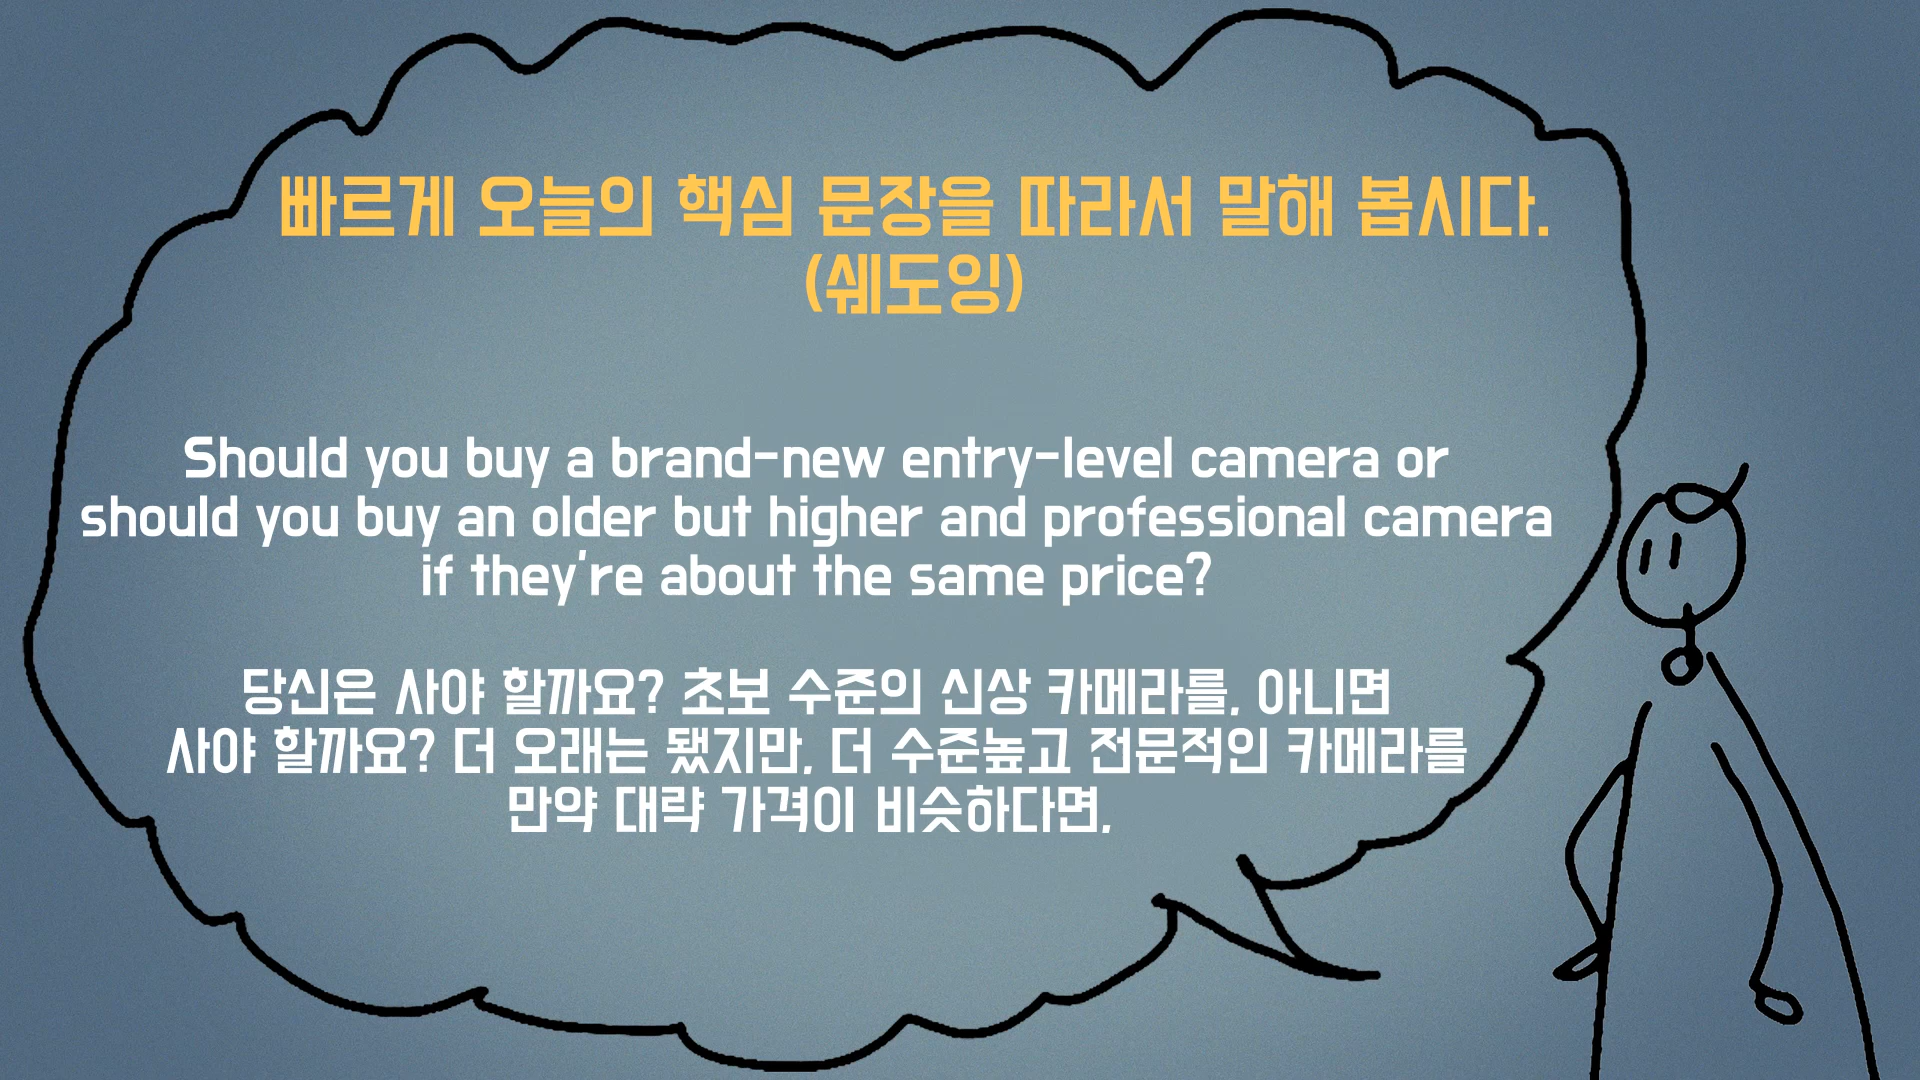 빠르게 오늘의 핵심 문장을 따라서 말해 봅시다.
(쉐도잉)
Should you buy a brand-new entry-level camera or
should you buy an older but higher and professional camera
if they're about the same price?
당신은 사야 할까요? 초보 수준의 신상 카메라를, 아니면
사야 할까요? 더 오래는 됐지만, 더 수준높고 전문적인 카메라를
만약 대략 가격이 비슷하다면,